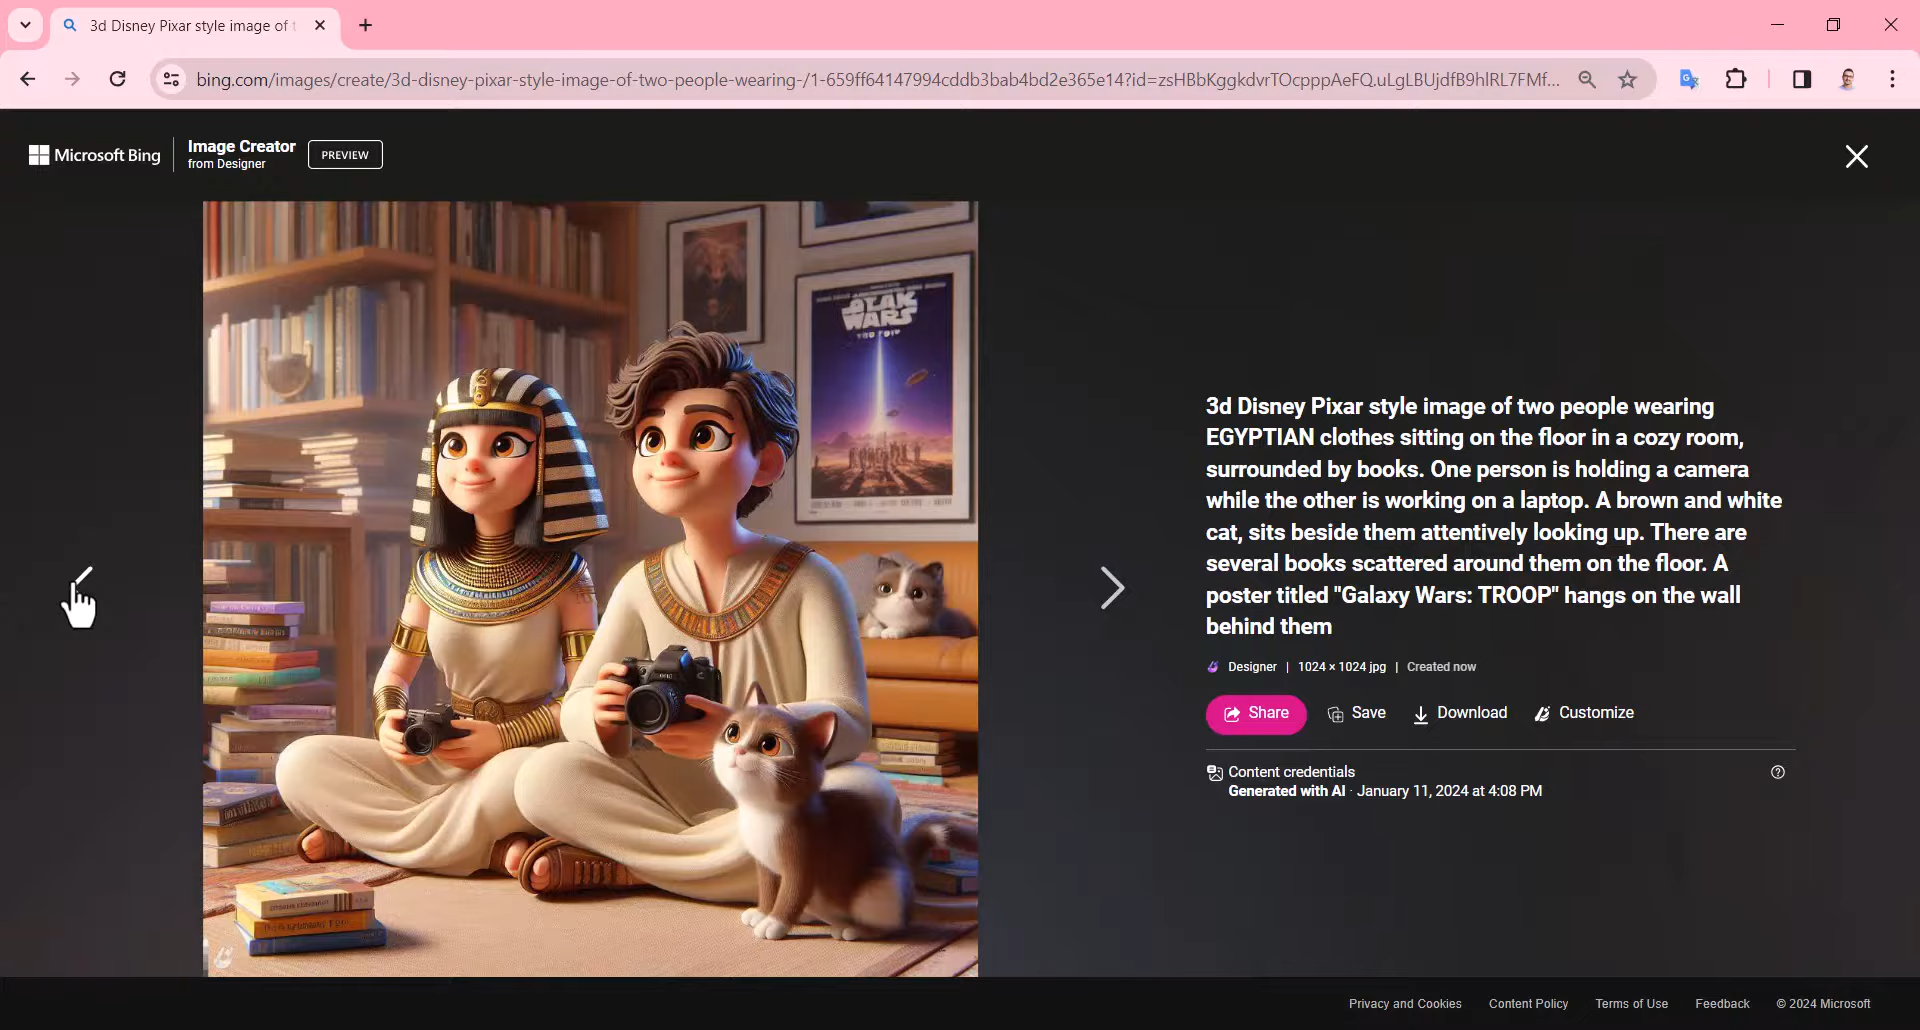 3d Disney Pixar style image of t
bing.com/images/create/3d-disney-pixar-style-image-of-two-people-wearing-/1-659ff64147994cddb3bab4bd2e365e14?id=zsHBbKggkdvrTOcpppAeFQ.uLgLBUjdfB9hlRL7FMf...
Microsoft Bing
Image Creator
from Designer
PREVIEW
WARS
3d Disney Pixar style image of two people wearing
EGYPTIAN clothes sitting on the floor in a cozy room,
surrounded by books. One person is holding a camera
while the other is working on a laptop. A brown and white
cat, sits beside them attentively looking up. There are
several books scattered around them on the floor. A
poster titled "Galaxy Wars: TROOP" hangs on the wall
behind them
Designer | 1024 × 1024 jpg | Created now
Share Save Download Customize
Content credentials
Generated with AI · January 11, 2024 at 4:08 PM
Privacy and Cookies Content Policy Terms of Use Feedback © 2024 Microsoft